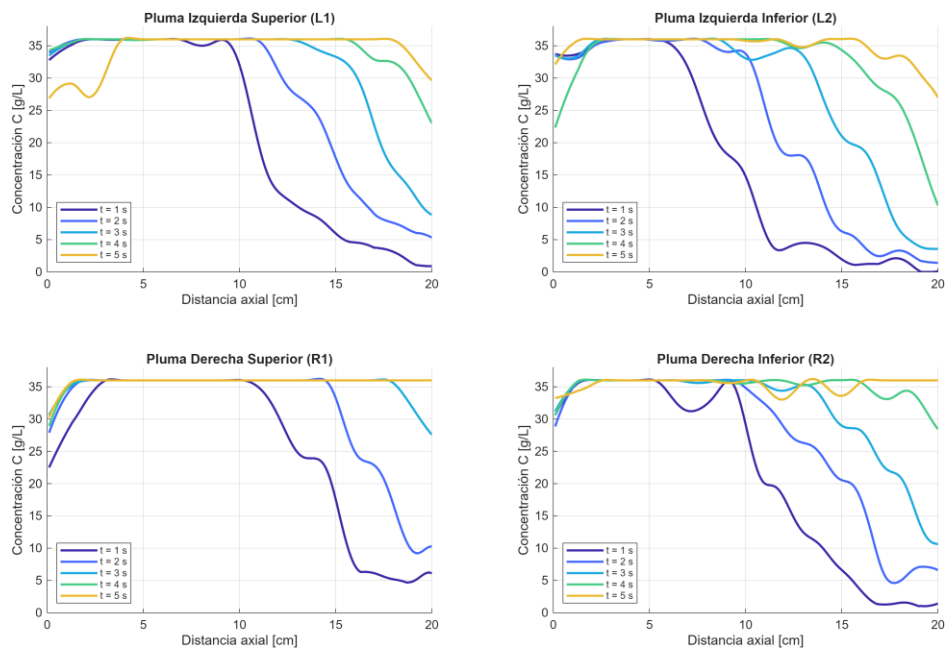 Pluma Izquierda Superior (L1)
Concentración C [g/L]
35
30
25
20
15
10
5
0
t = 1 s
t = 2 s
t = 3 s
t = 4 s
t = 5 s
0 5 10 15 20
Distancia axial [cm]
Pluma Izquierda Inferior (L2)
Concentración C [g/L]
35
30
25
20
15
10
5
0
t = 1 s
t = 2 s
t = 3 s
t = 4 s
t = 5 s
0 5 10 15 20
Distancia axial [cm]
Pluma Derecha Superior (R1)
Concentración C [g/L]
35
30
25
20
15
10
5
0
t = 1 s
t = 2 s
t = 3 s
t = 4 s
t = 5 s
0 5 10 15 20
Distancia axial [cm]
Pluma Derecha Inferior (R2)
Concentración C [g/L]
35
30
25
20
15
10
5
0
t = 1 s
t = 2 s
t = 3 s
t = 4 s
t = 5 s
0 5 10 15 20
Distancia axial [cm]